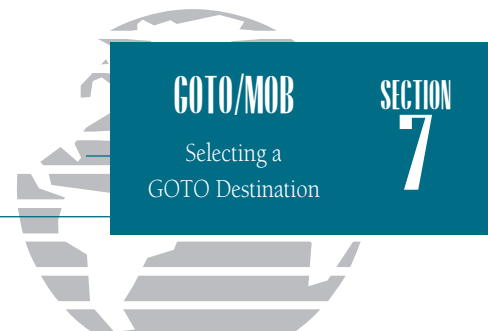 GOTO/MOB
Selecting a
GOTO Destination
SECTION
7